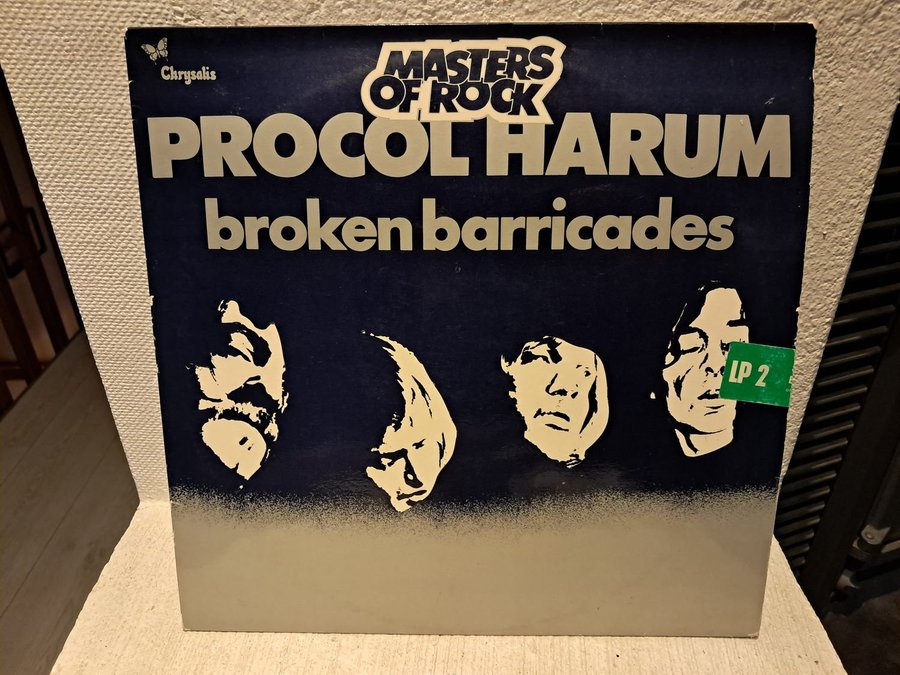 Chrysalis
MASTERS
OF ROCK
PROCOL HARUM
broken barricades
LP 2